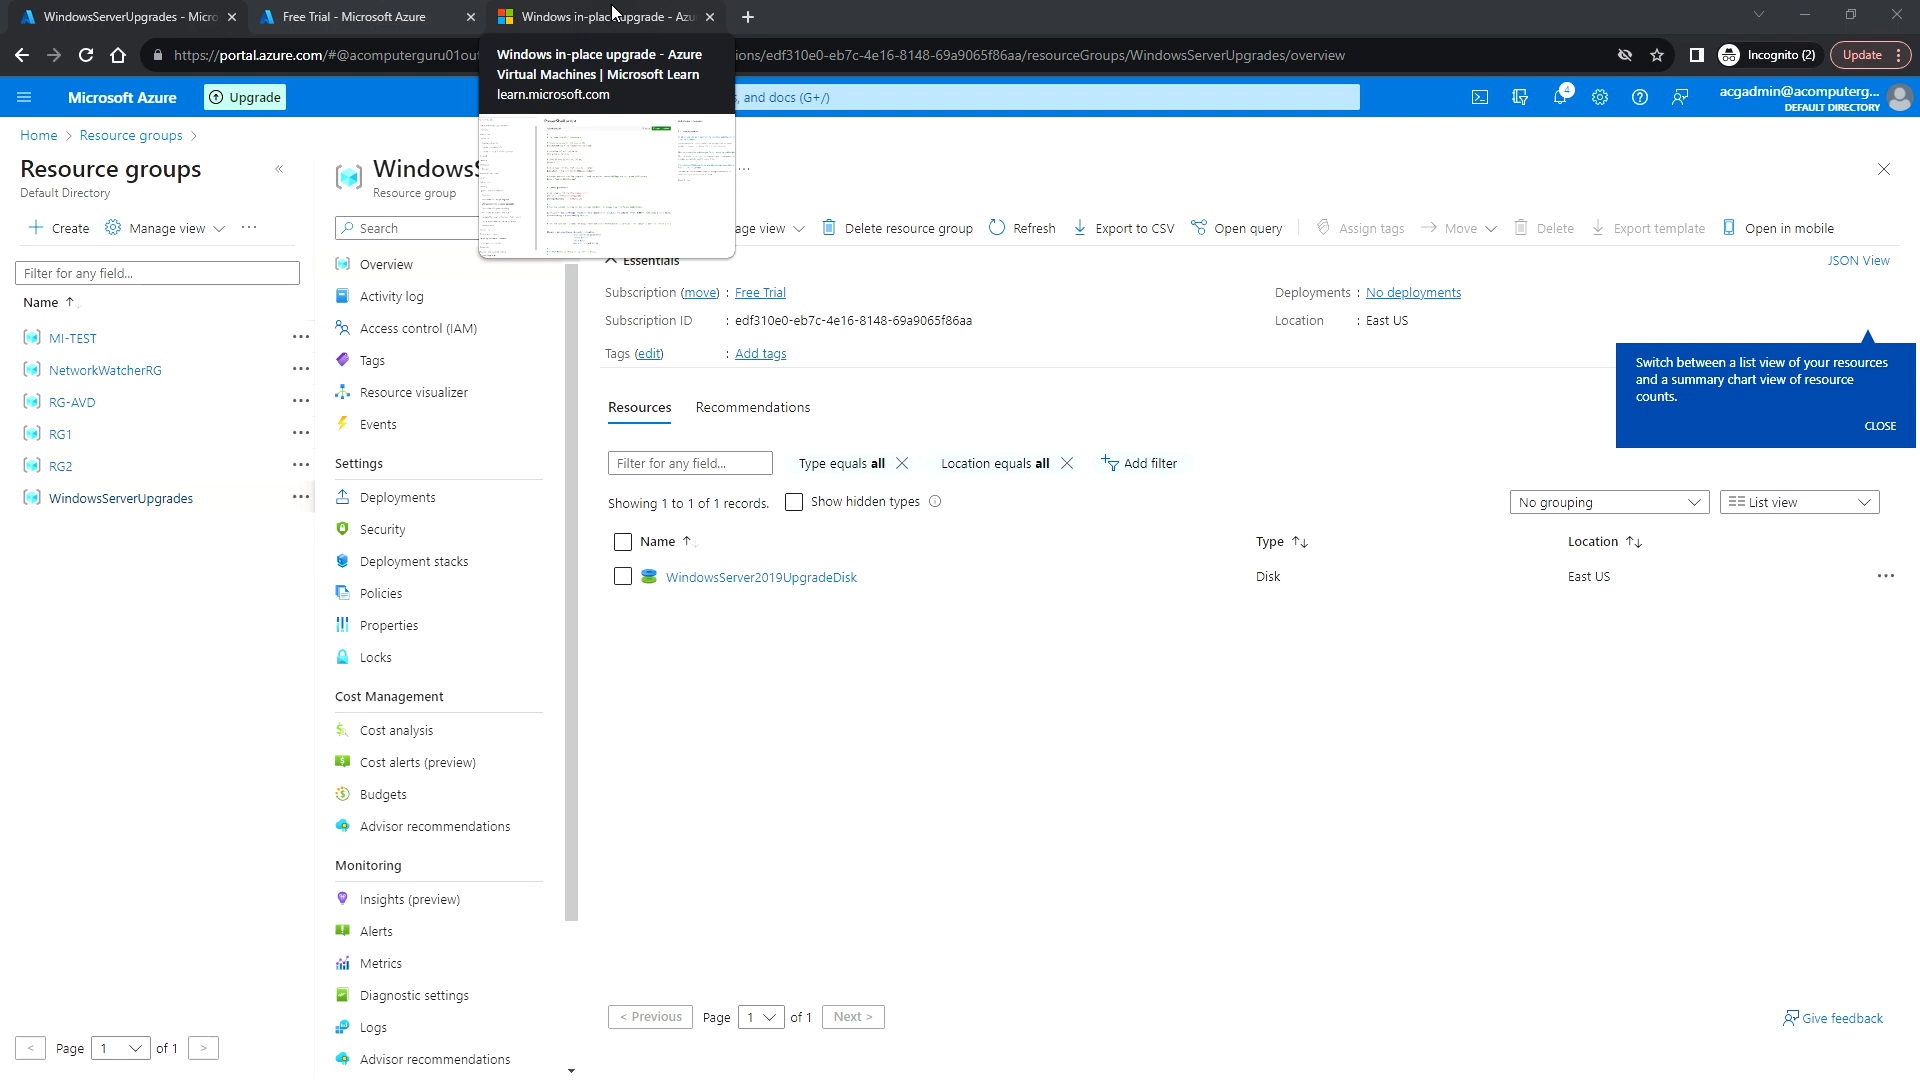 WindowsServerUpgrades - Micro
Free Trial - Microsoft Azure
Windows in-place upgrade - Azu
https://portal.azure.com/#@acomputerguru01ou
ions/edf310e0-eb7c-4e16-8148-69a9065f86aa/resourceGroups/WindowsServerUpgrades/overview
Incognito (2)
Update
Windows in-place upgrade - Azure
Virtual Machines | Microsoft Learn
learn.microsoft.com
Microsoft Azure
Upgrade
s, and docs (G+/)
4
acgadmin@acomputerg...
DEFAULT DIRECTORY
Home > Resource groups >
Resource groups
Default Directory
Create
Manage view
Filter for any field...
Name
MI-TEST
NetworkWatcherRG
RG-AVD
RG1
RG2
WindowsServerUpgrades
< Page 1 of 1 >
Windows
Resource group
Search
Overview
Activity log
Access control (IAM)
Tags
Resource visualizer
Events
Settings
Deployments
Security
Deployment stacks
Policies
Properties
Locks
Cost Management
Cost analysis
Cost alerts (preview)
Budgets
Advisor recommendations
Monitoring
Insights (preview)
Alerts
Metrics
Diagnostic settings
Logs
Advisor recommendations
age view
Delete resource group
Refresh
Export to CSV
Open query
Assign tags
Move
Delete
Export template
Open in mobile
Essentials
JSON View
Subscription (move) : Free Trial
Deployments : No deployments
Subscription ID : edf310e0-eb7c-4e16-8148-69a9065f86aa
Location : East US
Tags (edit) : Add tags
Switch between a list view of your resources
and a summary chart view of resource
counts.
CLOSE
Resources
Recommendations
Filter for any field...
Type equals all
Location equals all
Add filter
Showing 1 to 1 of 1 records.
Show hidden types
No grouping
List view
Name
Type
Location
WindowsServer2019UpgradeDisk
Disk
East US
< Previous
Page 1 of 1
Next >
Give feedback